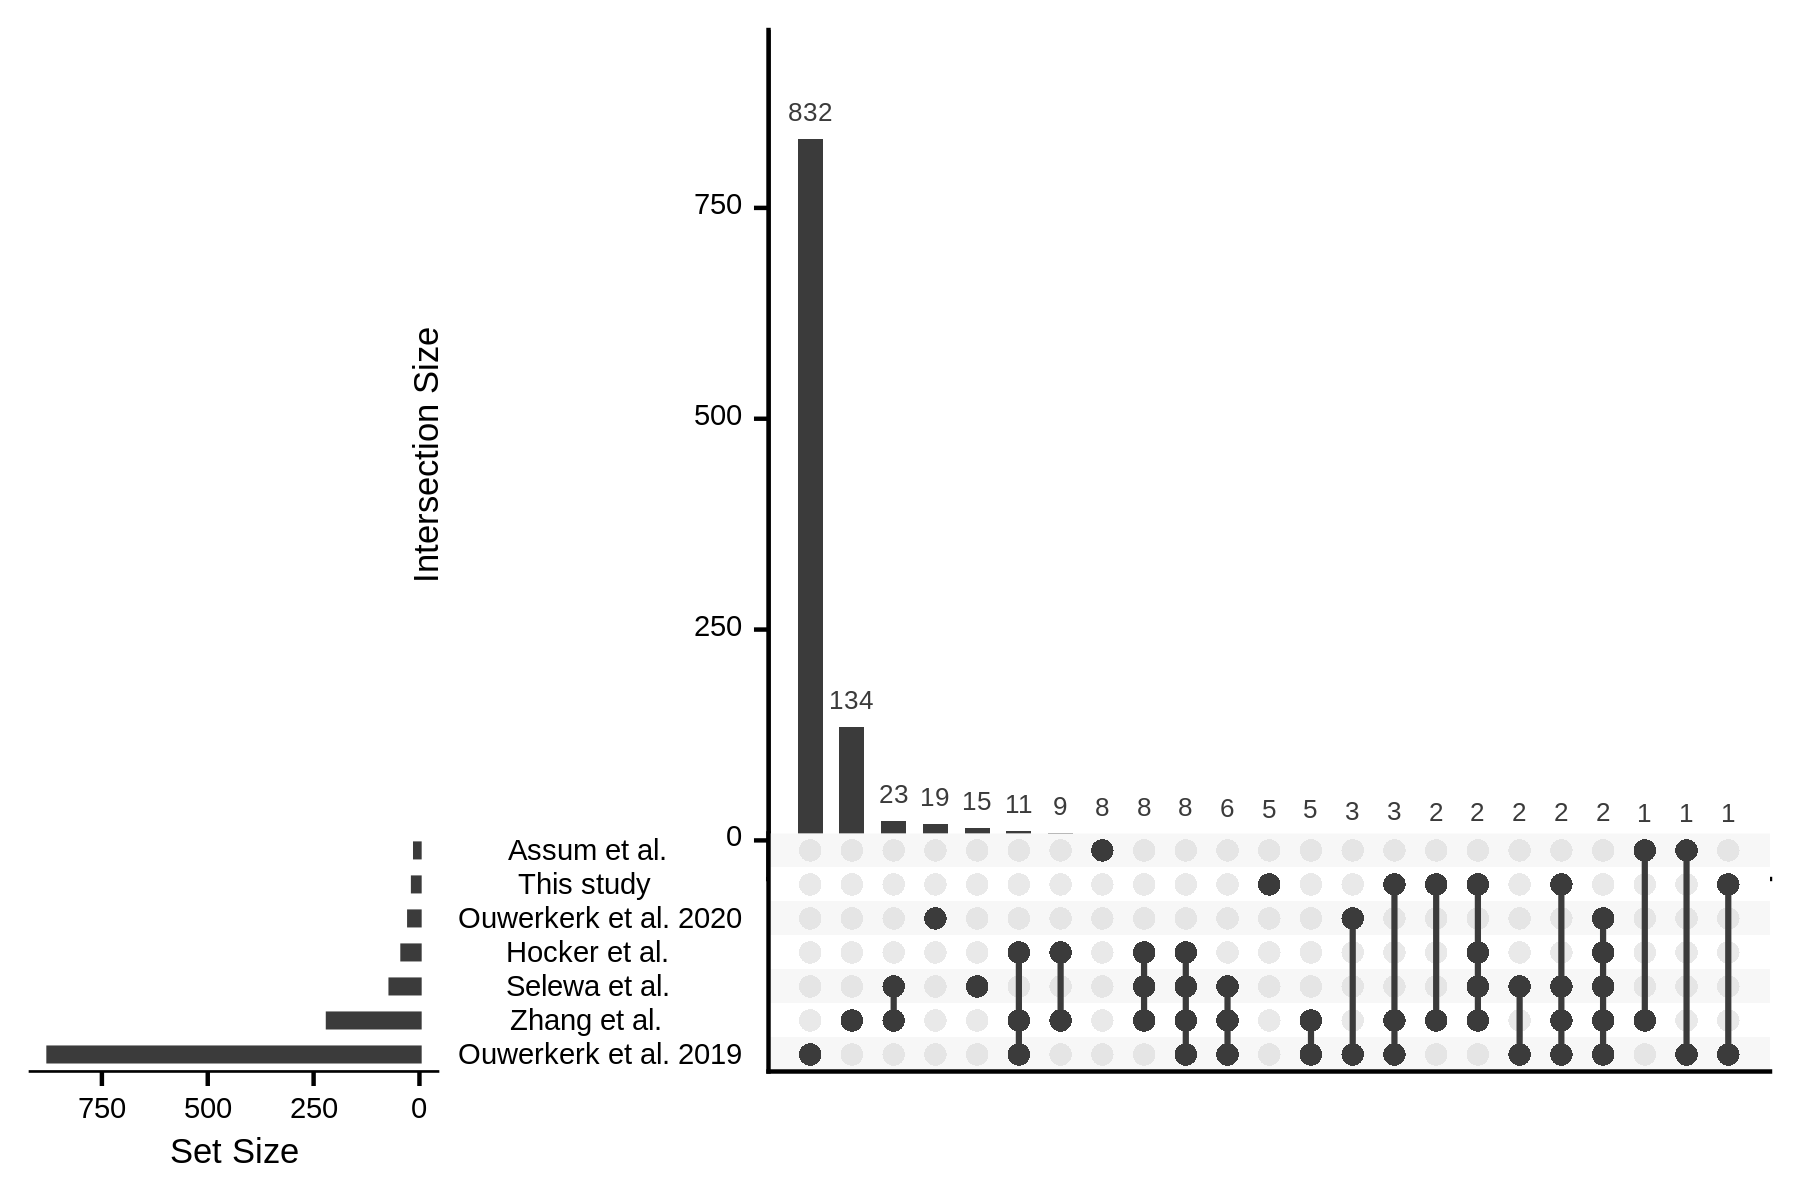 832
750
500
250
0
Intersection Size
134
23 19 15 11 9 8 8 8 6 5 5 3 3 2 2 2 2 2 1 1 1
Assum et al.
This study
Ouwerkerk et al. 2020
Hocker et al.
Selewa et al.
Zhang et al.
Ouwerkerk et al. 2019
750 500 250 0
Set Size